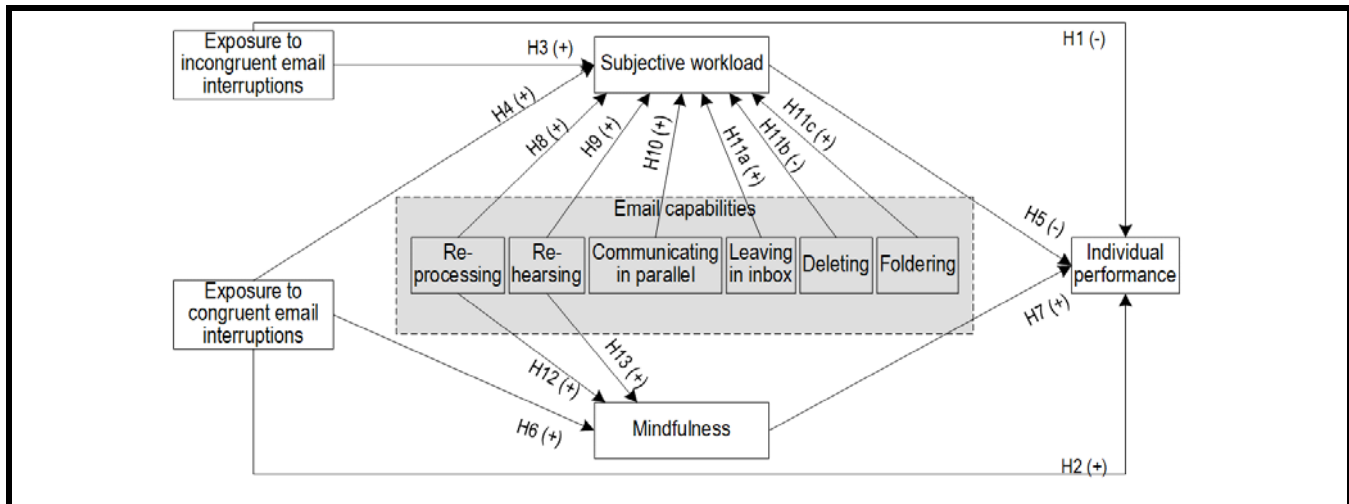 Exposure to
incongruent email
interruptions
H3 (+)
Subjective workload
H1 (-)
H4 (+)
H8 (+)
H9 (+)
H10 (+)
H11a (+)
H11b (-)
H11c (+)
Email capabilities
Re-
processing
Re-
hearsing
Communicating
in parallel
Leaving
in inbox
Deleting
Foldering
H5 (-)
Individual
performance
Exposure to
congruent email
interruptions
H12 (+)
H13 (+)
H7 (+)
H6 (+)
Mindfulness
H2 (+)